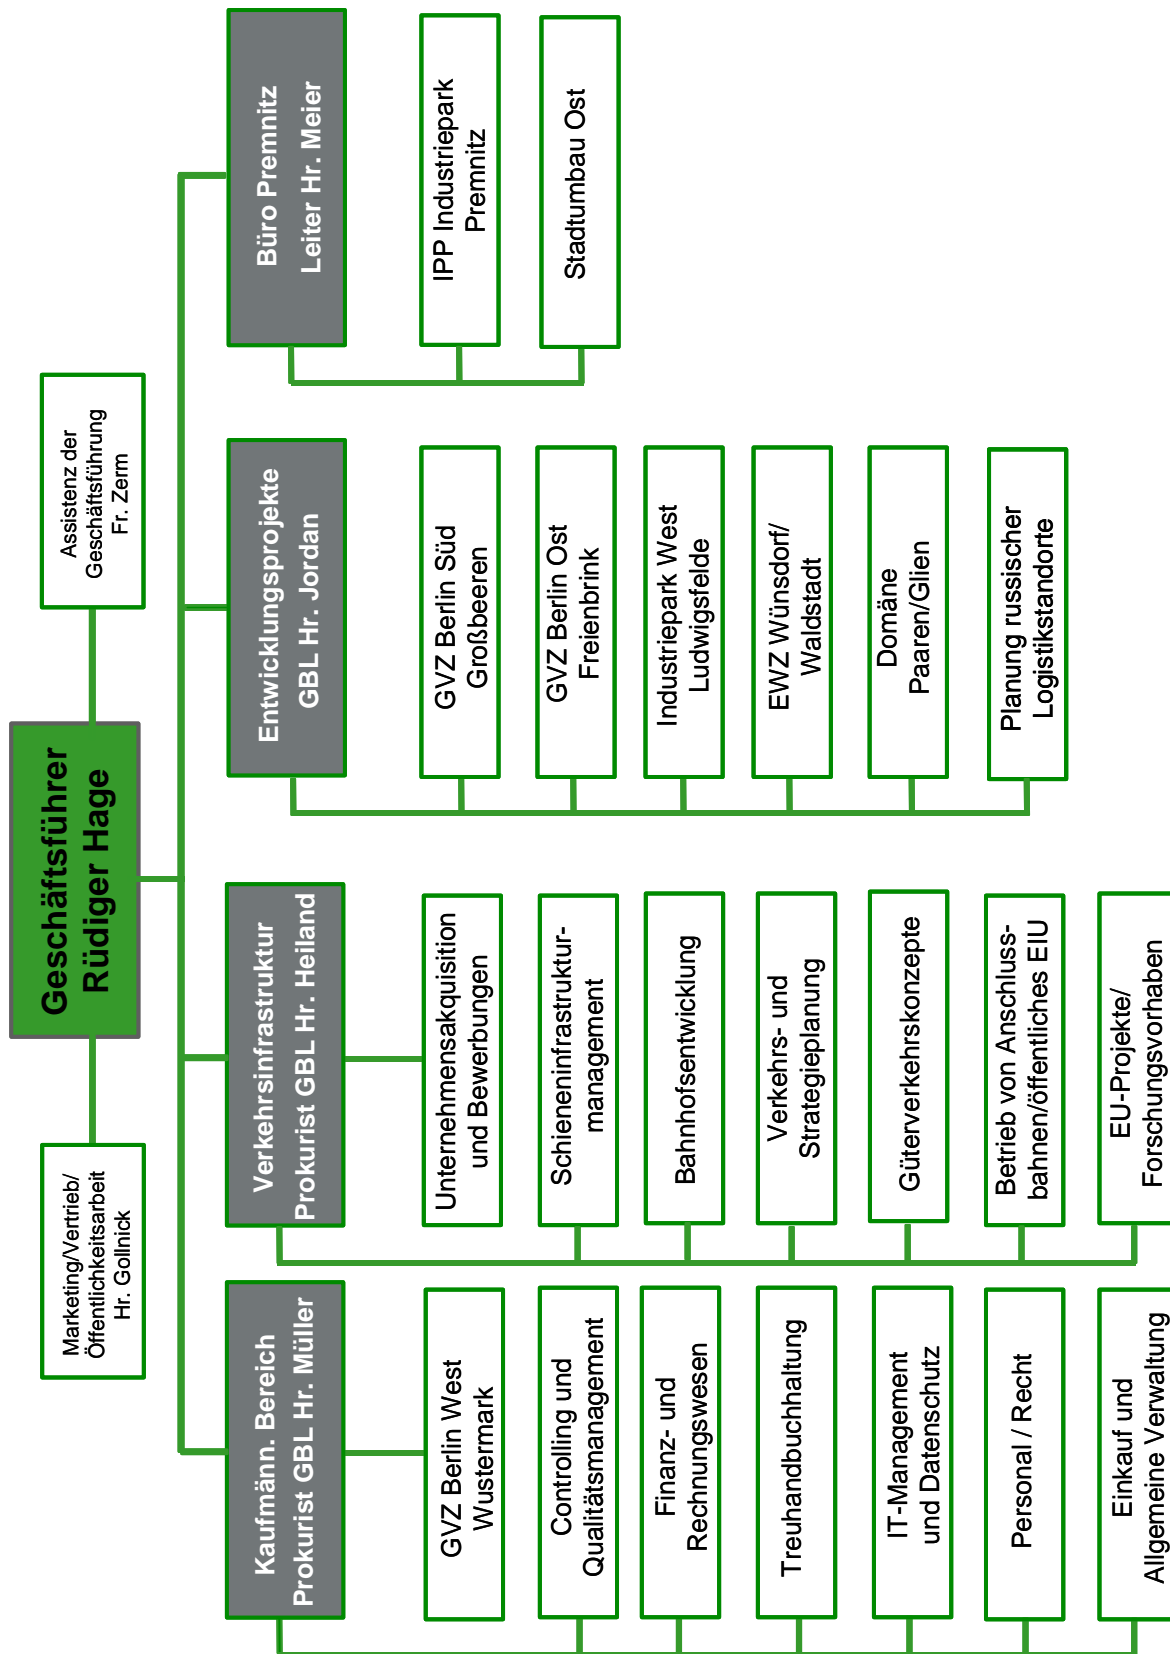 Geschäftsführer
Rüdiger Hage
Marketing/Vertrieb/
Öffentlichkeitsarbeit
Hr. Gollnick
Assistenz der
Geschäftsführung
Fr. Zerm
Kaufmänn. Bereich
Prokurist GBL Hr. Müller
GVZ Berlin West
Wustermark
Controlling und
Qualitätsmanagement
Finanz- und
Rechnungswesen
Treuhandbuchhaltung
IT-Management
und Datenschutz
Personal / Recht
Einkauf und
Allgemeine Verwaltung
Verkehrsinfrastruktur
Prokurist GBL Hr. Heiland
Unternehmensakquisition
und Bewerbungen
Schieneninfrastruktur-
management
Bahnhofsentwicklung
Verkehrs- und
Strategieplanung
Güterverkehrskonzepte
Betrieb von Anschluss-
bahnen/öffentliches EIU
EU-Projekte/
Forschungsvorhaben
Entwicklungsprojekte
GBL Hr. Jordan
GVZ Berlin Süd
Großbeeren
GVZ Berlin Ost
Freienbrink
Industriepark West
Ludwigsfelde
EWZ Wünsdorf/
Waldstadt
Domäne
Paaren/Glien
Planung russischer
Logistikstandorte
Büro Premnitz
Leiter Hr. Meier
IPP Industriepark
Premnitz
Stadtumbau Ost